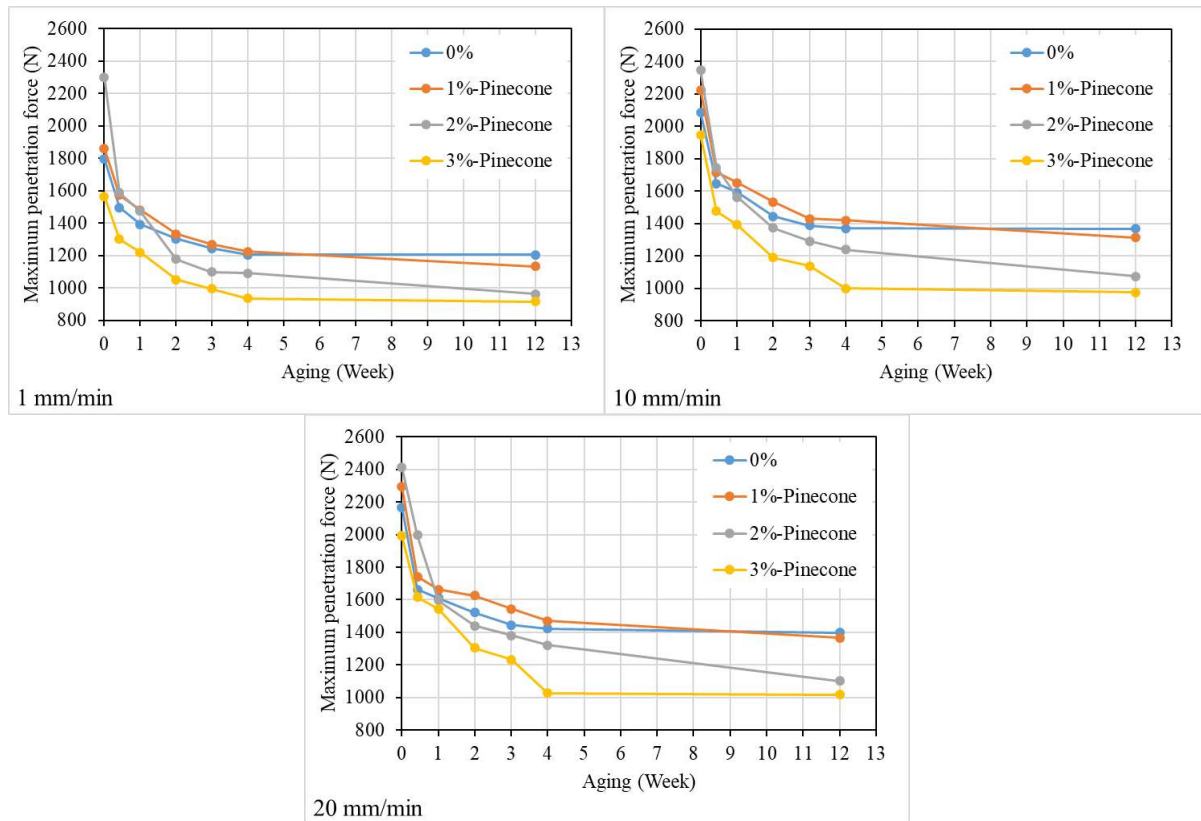 2600
2400
2200
2000
1800
1600
1400
1200
1000
800
Maximum penetration force (N)
0%
1%-Pinecone
2%-Pinecone
3%-Pinecone
0 1 2 3 4 5 6 7 8 9 10 11 12 13
Aging (Week)
1 mm/min
2600
2400
2200
2000
1800
1600
1400
1200
1000
800
Maximum penetration force (N)
0%
1%-Pinecone
2%-Pinecone
3%-Pinecone
0 1 2 3 4 5 6 7 8 9 10 11 12 13
Aging (Week)
10 mm/min
2600
2400
2200
2000
1800
1600
1400
1200
1000
800
Maximum penetration force (N)
0%
1%-Pinecone
2%-Pinecone
3%-Pinecone
0 1 2 3 4 5 6 7 8 9 10 11 12 13
Aging (Week)
20 mm/min